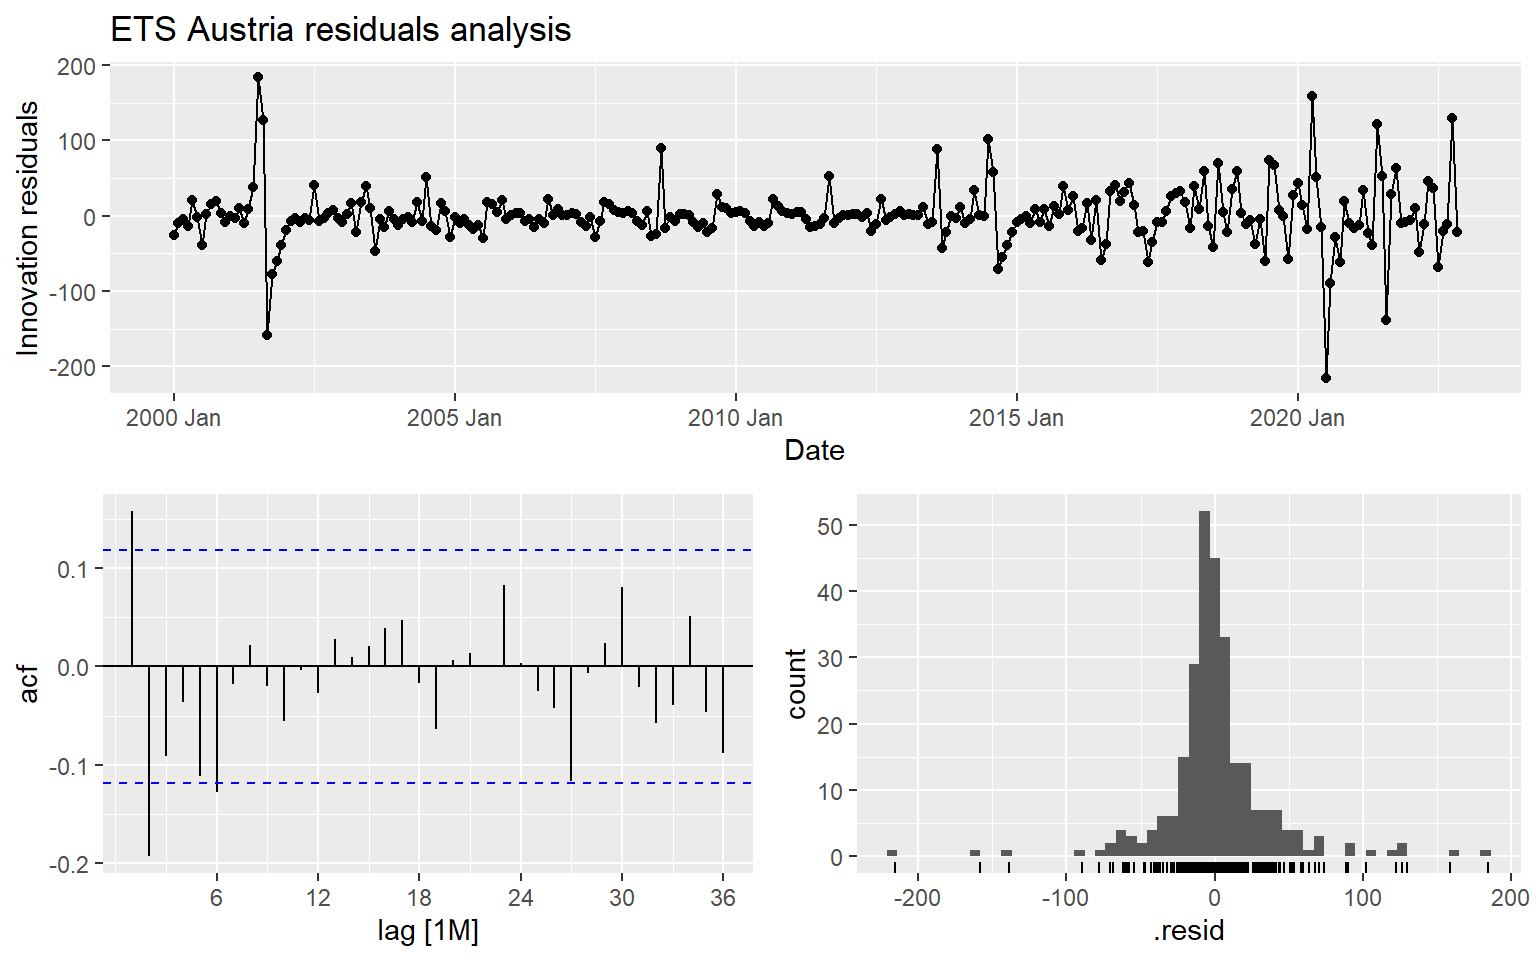 ETS Austria residuals analysis
Innovation residuals
200
100
0
-100
-200
2000 Jan
2005 Jan
2010 Jan
2015 Jan
2020 Jan
Date
acf
0.1
0.0
-0.1
-0.2
6
12
18
24
30
36
lag [1M]
count
50
40
30
20
10
0
-200
-100
0
100
200
.resid